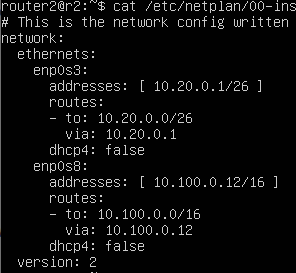 router2@r2:~$ cat /etc/netplan/00-ins
# This is the network config written
network:
  ethernets:
    enp0s3:
      addresses: [ 10.20.0.1/26 ]
      routes:
      - to: 10.20.0.0/26
        via: 10.20.0.1
      dhcp4: false
    enp0s8:
      addresses: [ 10.100.0.12/16 ]
      routes:
      - to: 10.100.0.0/16
        via: 10.100.0.12
      dhcp4: false
  version: 2